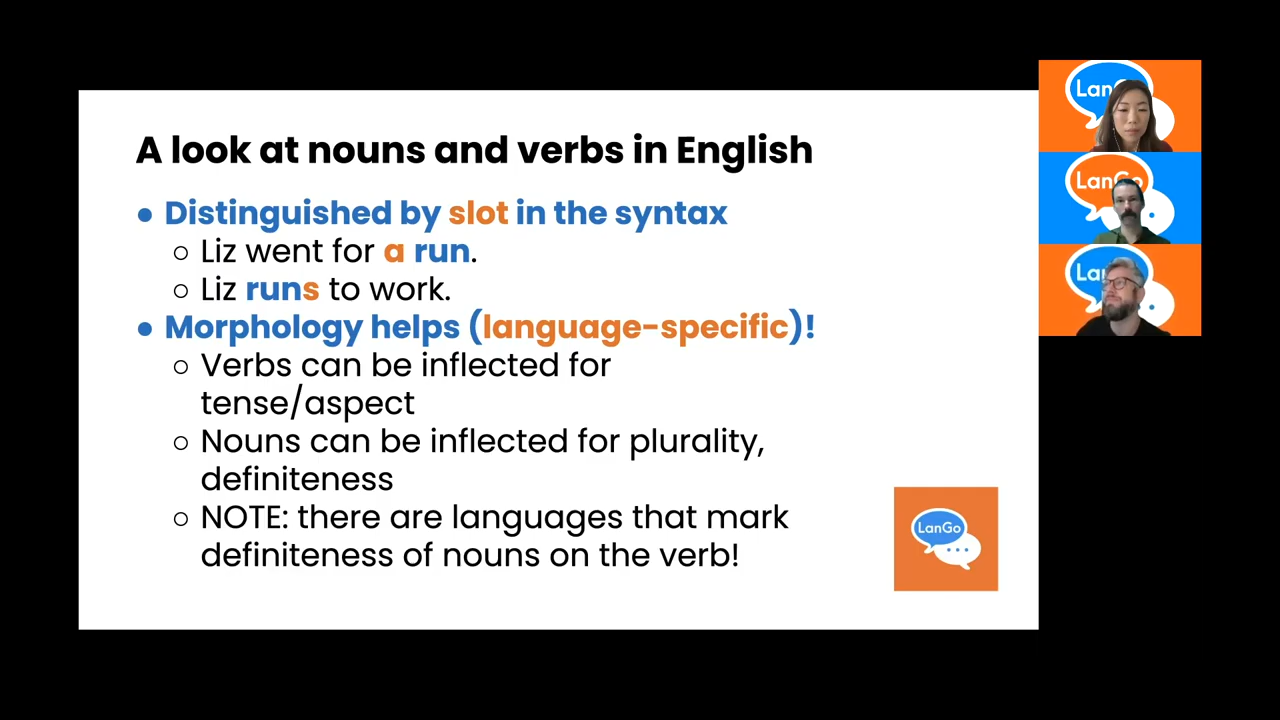 A look at nouns and verbs in English
● Distinguished by slot in the syntax
○ Liz went for a run.
○ Liz runs to work.
● Morphology helps (language-specific)!
○ Verbs can be inflected for
tense/aspect
○ Nouns can be inflected for plurality,
definiteness
○ NOTE: there are languages that mark
definiteness of nouns on the verb!
LanGo
LanGo
LanGo